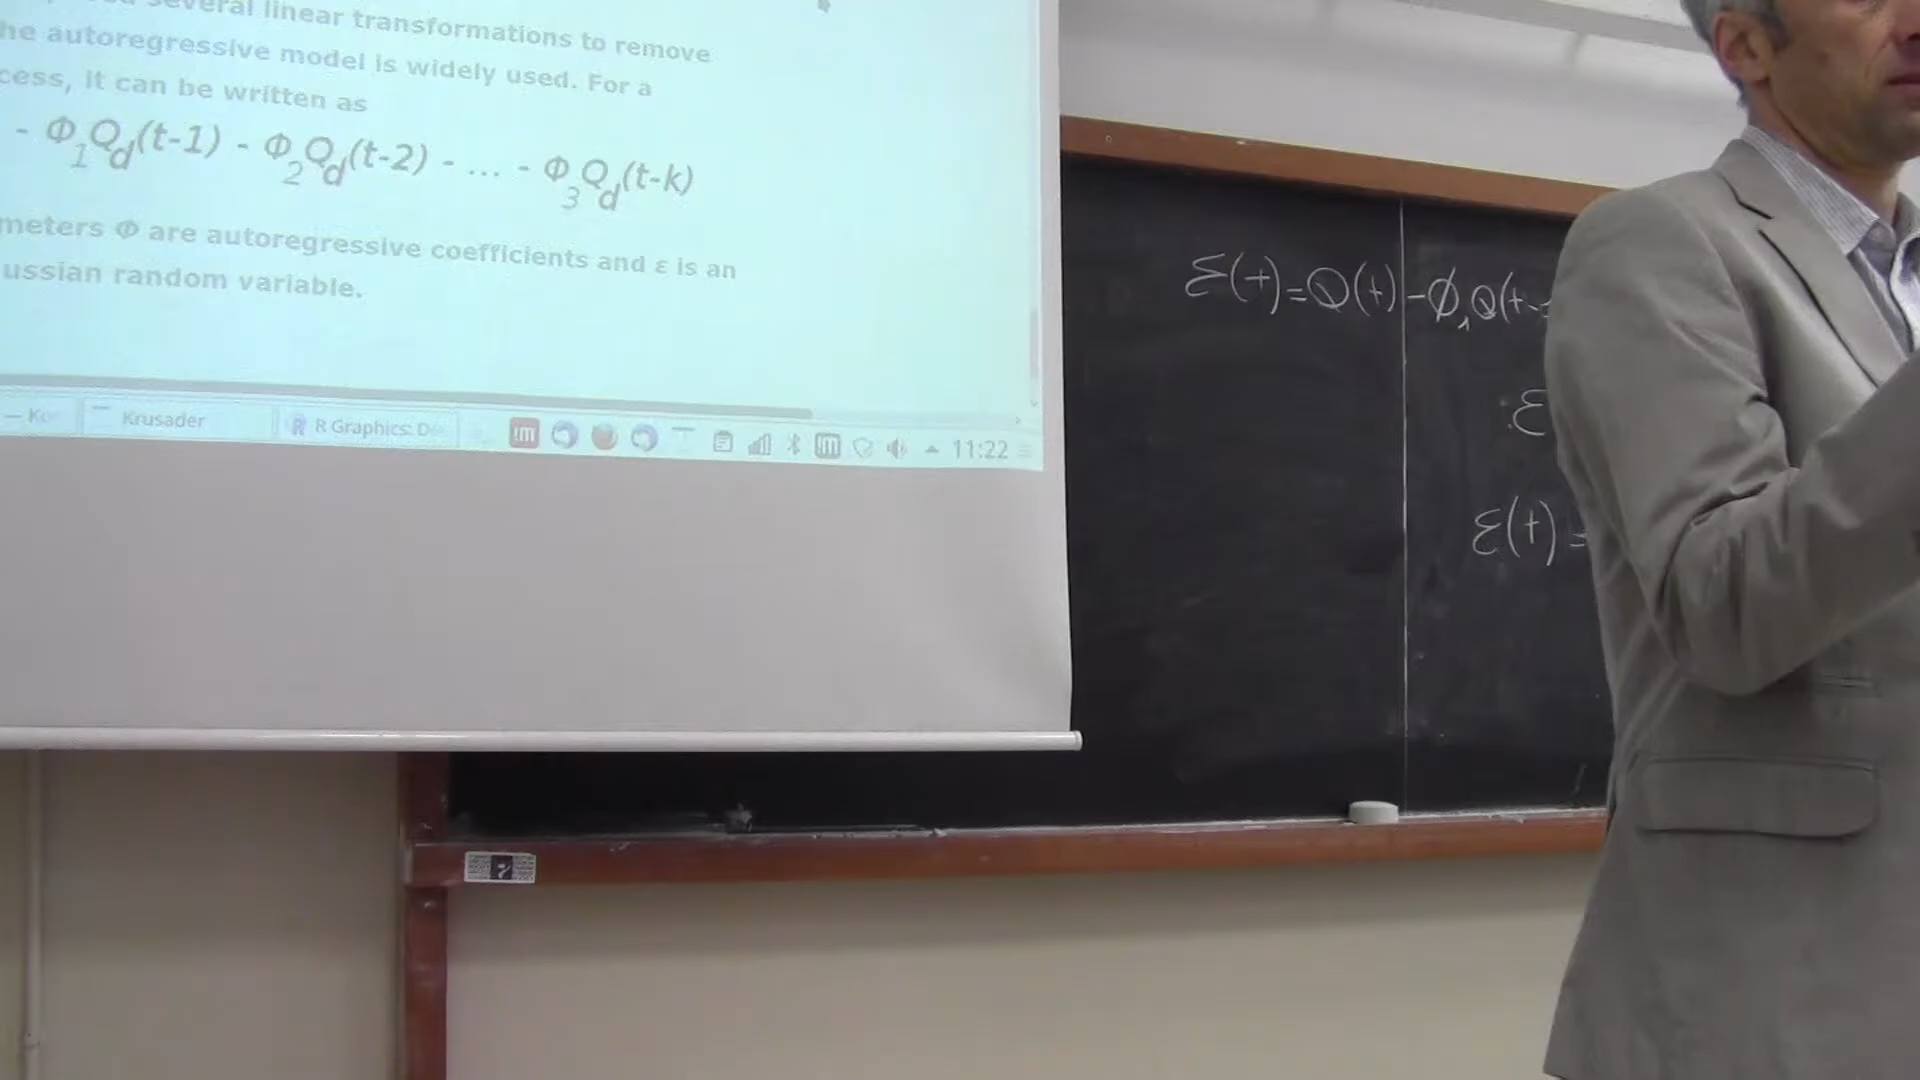 several linear transformations to remove
he autoregressive model is widely used. For a
cess, it can be written as
- Φ1Qd(t-1) - Φ2Qd(t-2) - ... - Φ3Qd(t-k)
meters Φ are autoregressive coefficients and ε is an
ussian random variable.
Krusader
R Graphics: D
11:22
ε(t)=Q(t)-Φ1Q(t-
ε
ε(t)=